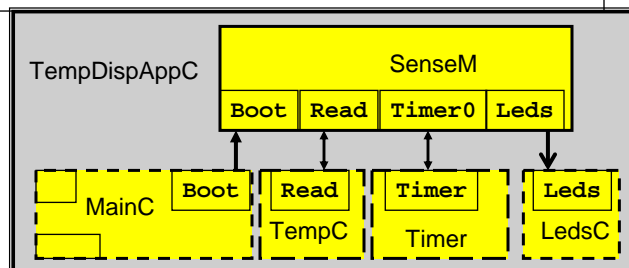 SenseM
TempDispAppC
Boot Read Timer0 Leds
Boot Read Timer Leds
MainC TempC Timer LedsC